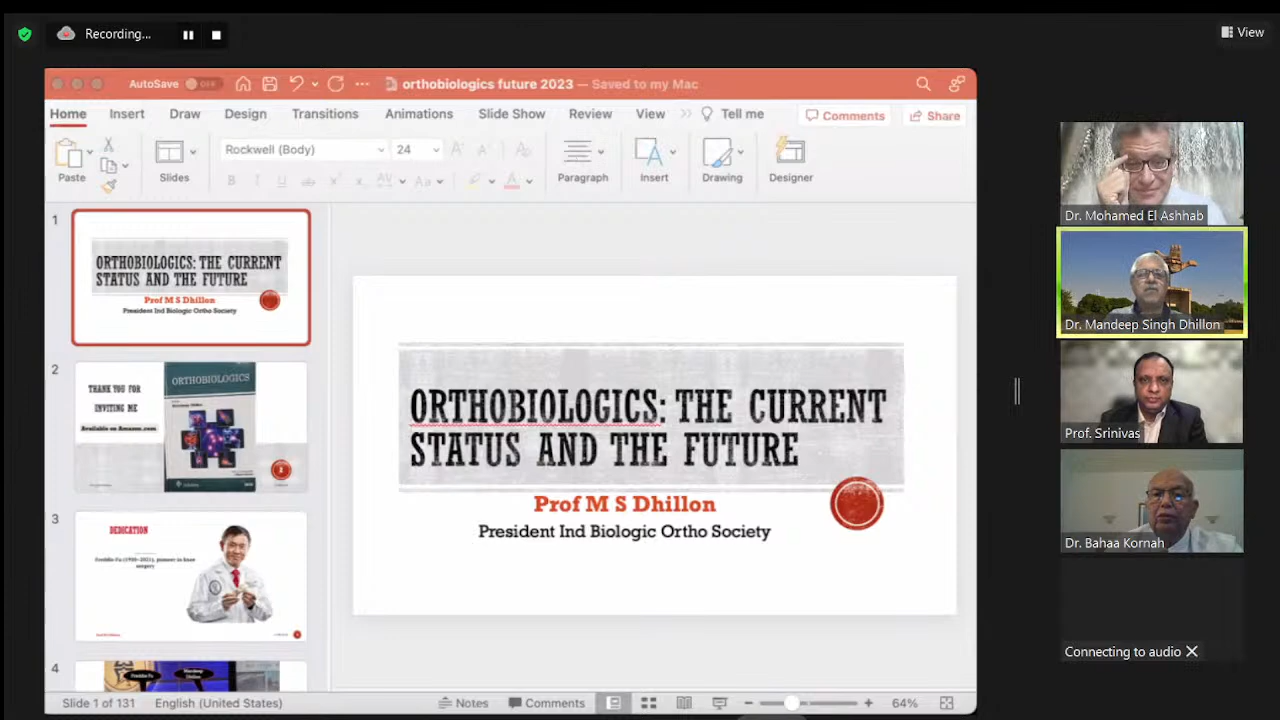 Recording...
View
AutoSave OFF
orthobiologics future 2023 — Saved to my Mac
Home Insert Draw Design Transitions Animations Slide Show Review View Tell me
Comments Share
Paste
Slides
Rockwell (Body) 24
Paragraph
Insert
Drawing
Designer
1
ORTHOBIOLOGICS: THE CURRENT
STATUS AND THE FUTURE
Prof M S Dhillon
President Ind Biologic Ortho Society
2
THANK YOU FOR
INVITING ME
Available on Amazon.com
ORTHOBIOLOGICS
3
DEDICATION
4
ORTHOBIOLOGICS: THE CURRENT
STATUS AND THE FUTURE
Prof M S Dhillon
President Ind Biologic Ortho Society
Slide 1 of 131 English (United States)
Notes Comments
64%
Dr. Mohamed El Ashhab
Dr. Mandeep Singh Dhillon
Prof. Srinivas
Dr. Bahaa Kornah
Connecting to audio